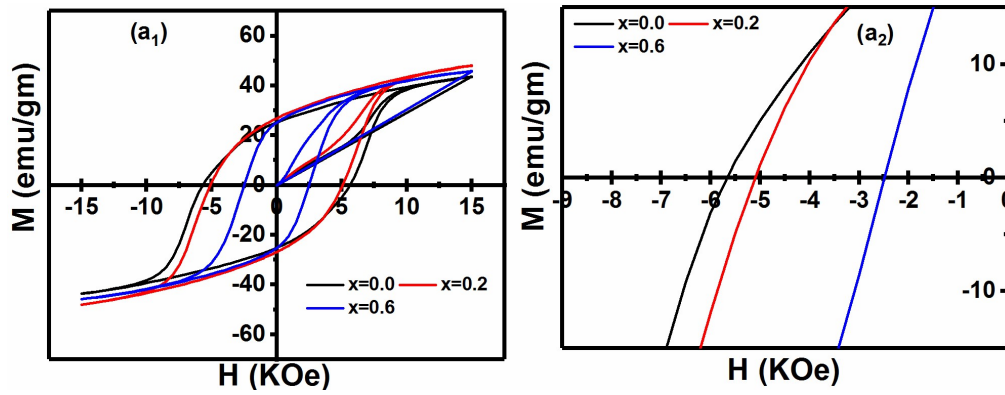 (a1)
60
40
20
0
-20
-40
-60
-15 -10 -5 0 5 10 15
M (emu/gm)
H (KOe)
x=0.0 x=0.2
x=0.6
(a2)
x=0.0 x=0.2
x=0.6
10
0
-10
-9 -8 -7 -6 -5 -4 -3 -2 -1 0
M (emu/gm)
H (KOe)